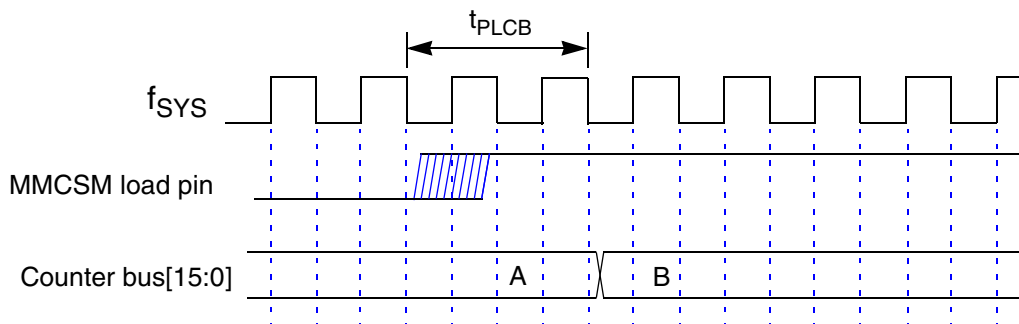 tPLCB
fSYS
MMCSM load pin
Counter bus[15:0]
A
B